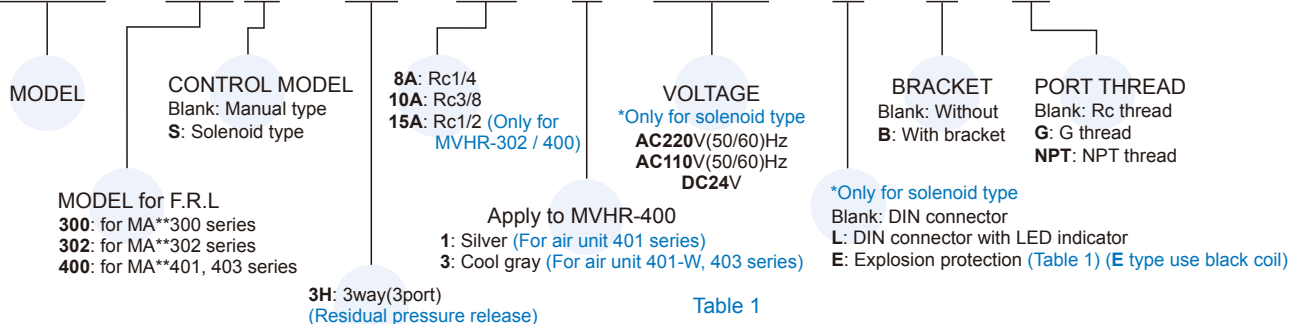 MODEL
MODEL for F.R.L
300: for MA**300 series
302: for MA**302 series
400: for MA**401, 403 series
CONTROL MODEL
Blank: Manual type
S: Solenoid type
3H: 3way(3port)
(Residual pressure release)
8A: Rc1/4
10A: Rc3/8
15A: Rc1/2 (Only for
MVHR-302 / 400)
Apply to MVHR-400
1: Silver (For air unit 401 series)
3: Cool gray (For air unit 401-W, 403 series)
VOLTAGE
*Only for solenoid type
AC220V(50/60)Hz
AC110V(50/60)Hz
DC24V
*Only for solenoid type
Blank: DIN connector
L: DIN connector with LED indicator
E: Explosion protection (Table 1) (E type use black coil)
BRACKET
Blank: Without
B: With bracket
PORT THREAD
Blank: Rc thread
G: G thread
NPT: NPT thread
Table 1